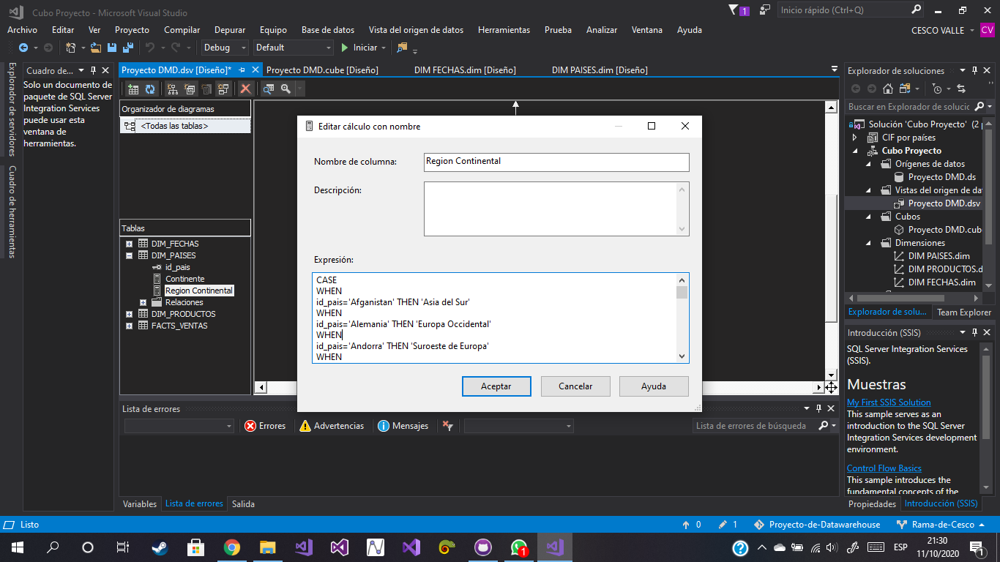 Cubo Proyecto - Microsoft Visual Studio
1
Inicio rápido (Ctrl+Q)
Archivo Editar Ver Proyecto Compilar Depurar Equipo Base de datos Vista del origen de datos Herramientas Prueba Analizar Ventana Ayuda
CESCO VALLE CV
Debug Default Iniciar
Explorador de servidores
Cuadro de herramientas
Cuadro de...
Solo un documento de
paquete de SQL Server
Integration Services
puede usar esta
ventana de
herramientas.
Proyecto DMD.dsv [Diseño]* Proyecto DMD.cube [Diseño] DIM FECHAS.dim [Diseño] DIM PAISES.dim [Diseño]
Organizador de diagramas
<Todas las tablas>
Tablas
DIM_FECHAS
DIM_PAISES
id_pais
Continente
Region Continental
Relaciones
DIM_PRODUCTOS
FACTS_VENTAS
Editar cálculo con nombre
Nombre de columna: Region Continental
Descripción:
Expresión:
CASE
WHEN
id_pais='Afganistan' THEN 'Asia del Sur'
WHEN
id_pais='Alemania' THEN 'Europa Occidental'
WHEN
id_pais='Andorra' THEN 'Suroeste de Europa'
WHEN
Aceptar Cancelar Ayuda
Lista de errores
Errores Advertencias Mensajes Lista de errores de búsqueda
Variables Lista de errores Salida
Explorador de soluciones
Buscar en Explorador de solucic
Solución 'Cubo Proyecto' (2 p
CIF por países
Cubo Proyecto
Orígenes de datos
Proyecto DMD.ds
Vistas del origen de dat
Proyecto DMD.dsv
Cubos
Proyecto DMD.cub
Dimensiones
DIM PAISES.dim
DIM PRODUCTOS.d
DIM FECHAS.dim
Explorador de solu... Team Explorer
Introducción (SSIS)
SQL Server Integration Services
(SSIS).
Muestras
My First SSIS Solution
This sample serves as an
introduction to the SQL Server
Integration Services development
environment.
Control Flow Basics
This sample introduces the
fundamental concepts of the
Propiedades Introducción (SSIS)
Listo 0 1 Proyecto-de-Datawarehouse Rama-de-Cesco
1 ESP 21:30
11/10/2020 1